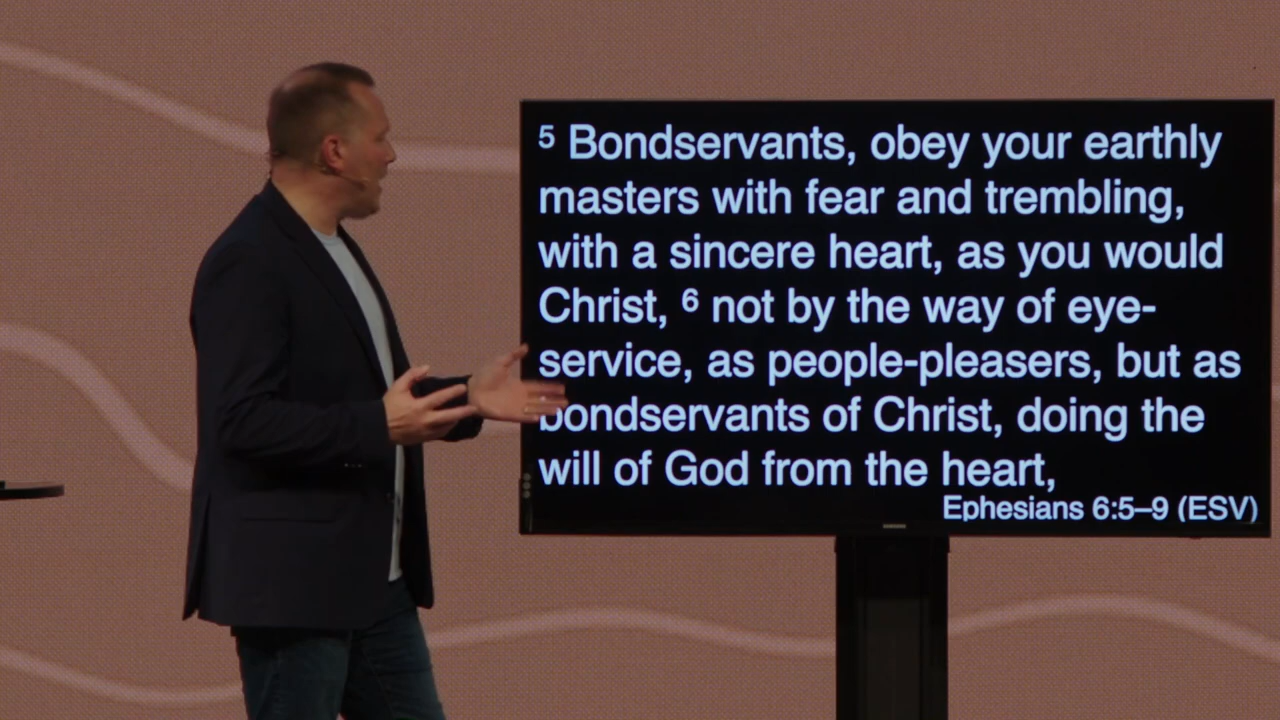 5 Bondservants, obey your earthly
masters with fear and trembling,
with a sincere heart, as you would
Christ, 6 not by the way of eye-
service, as people-pleasers, but as
bondservants of Christ, doing the
will of God from the heart,
Ephesians 6:5–9 (ESV)